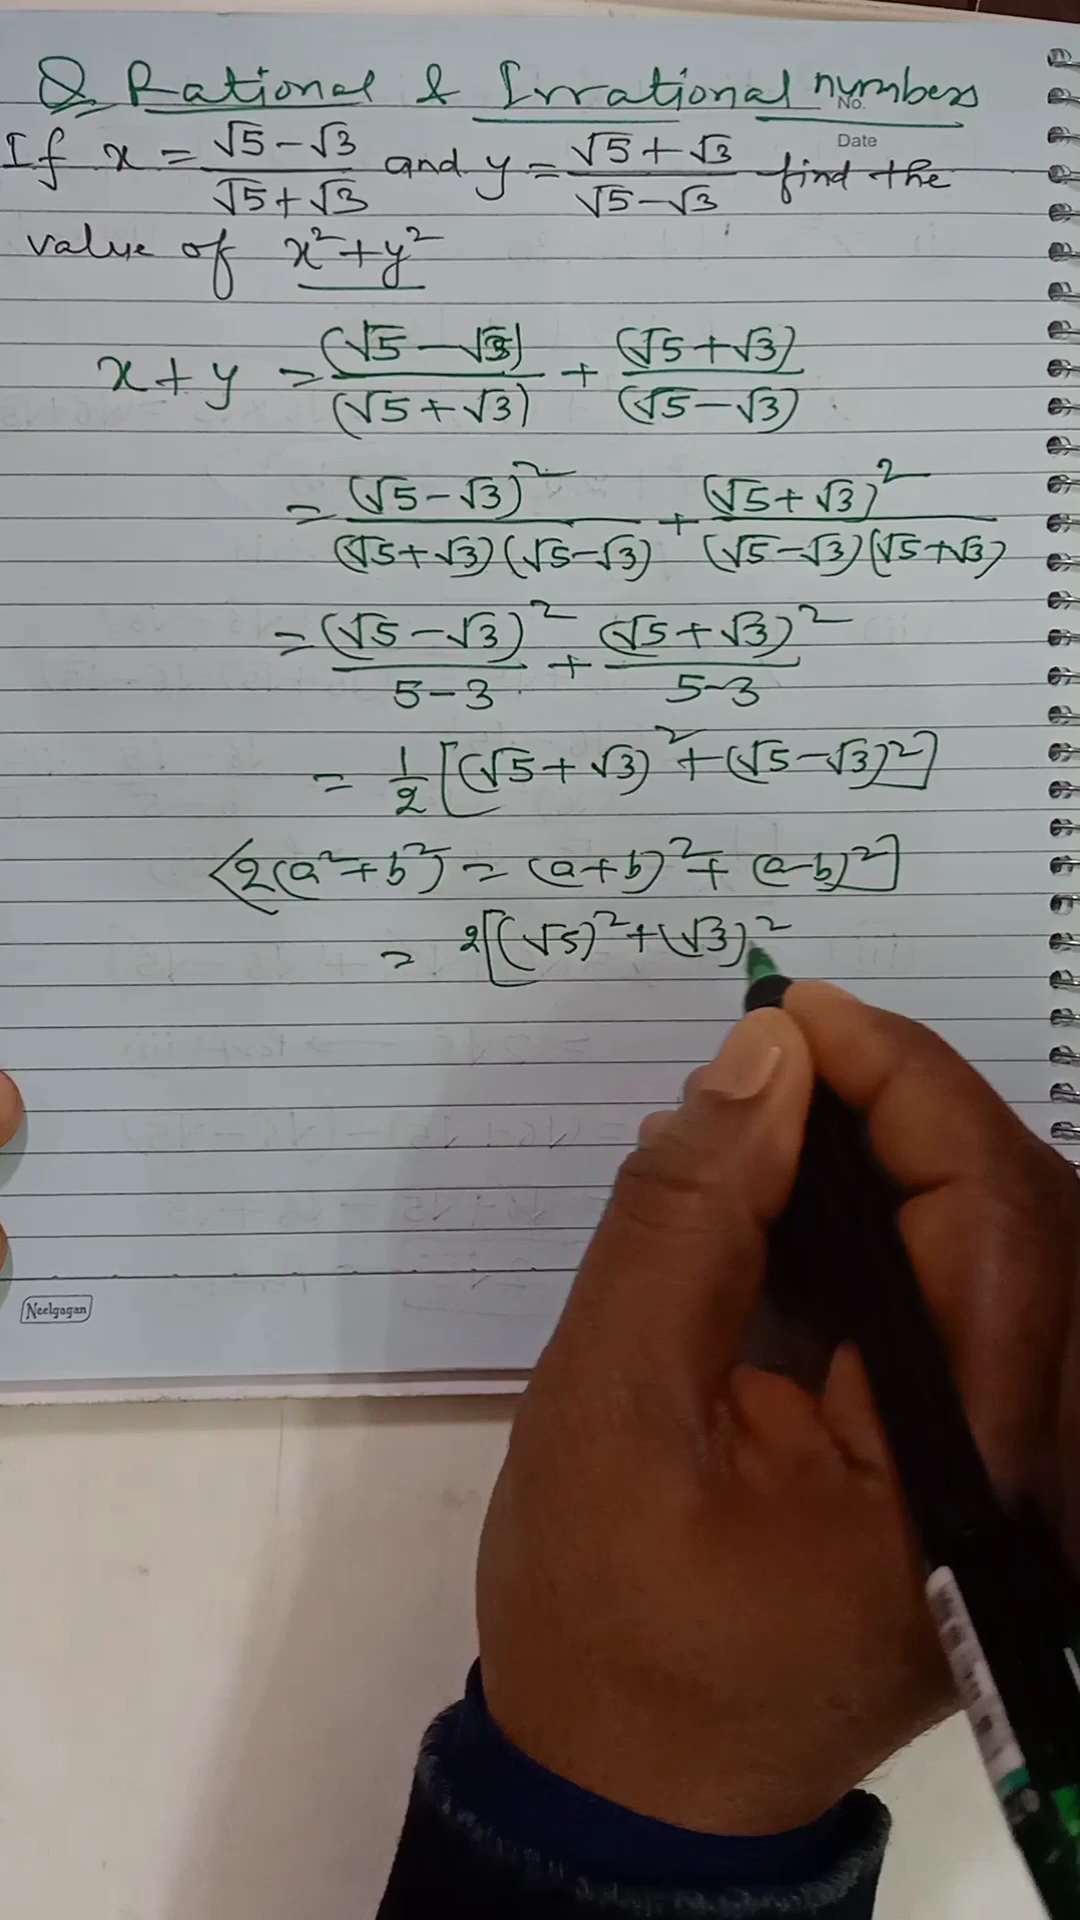 Q. Rational & Irrational numbers
No.
Date
If x = (√5-√3)/(√5+√3) and y = (√5+√3)/(√5-√3) find the
value of x²+y²
x+y = (√5-√3)/(√5+√3) + (√5+√3)/(√5-√3)
= (√5-√3)²/(√5+√3)(√5-√3) + (√5+√3)²/(√5-√3)(√5+√3)
= (√5-√3)²/5-3 + (√5+√3)²/5-3
= 1/2 [(√5+√3)²+(√5-√3)²]
<2(a²+b²) = (a+b)²+(a-b)²]
= 2[(√5)²+(√3)²
Neelgagan